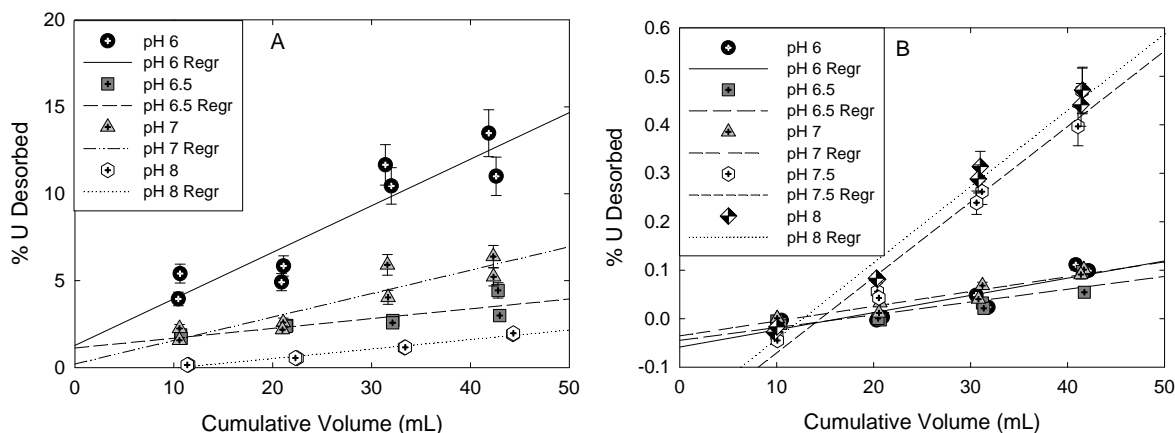 A
% U Desorbed
20
15
10
5
0
pH 6
pH 6 Regr
pH 6.5
pH 6.5 Regr
pH 7
pH 7 Regr
pH 8
pH 8 Regr
0 10 20 30 40 50
Cumulative Volume (mL)
B
% U Desorbed
0.6
0.5
0.4
0.3
0.2
0.1
0.0
-0.1
pH 6
pH 6 Regr
pH 6.5
pH 6.5 Regr
pH 7
pH 7 Regr
pH 7.5
pH 7.5 Regr
pH 8
pH 8 Regr
0 10 20 30 40 50
Cumulative Volume (mL)